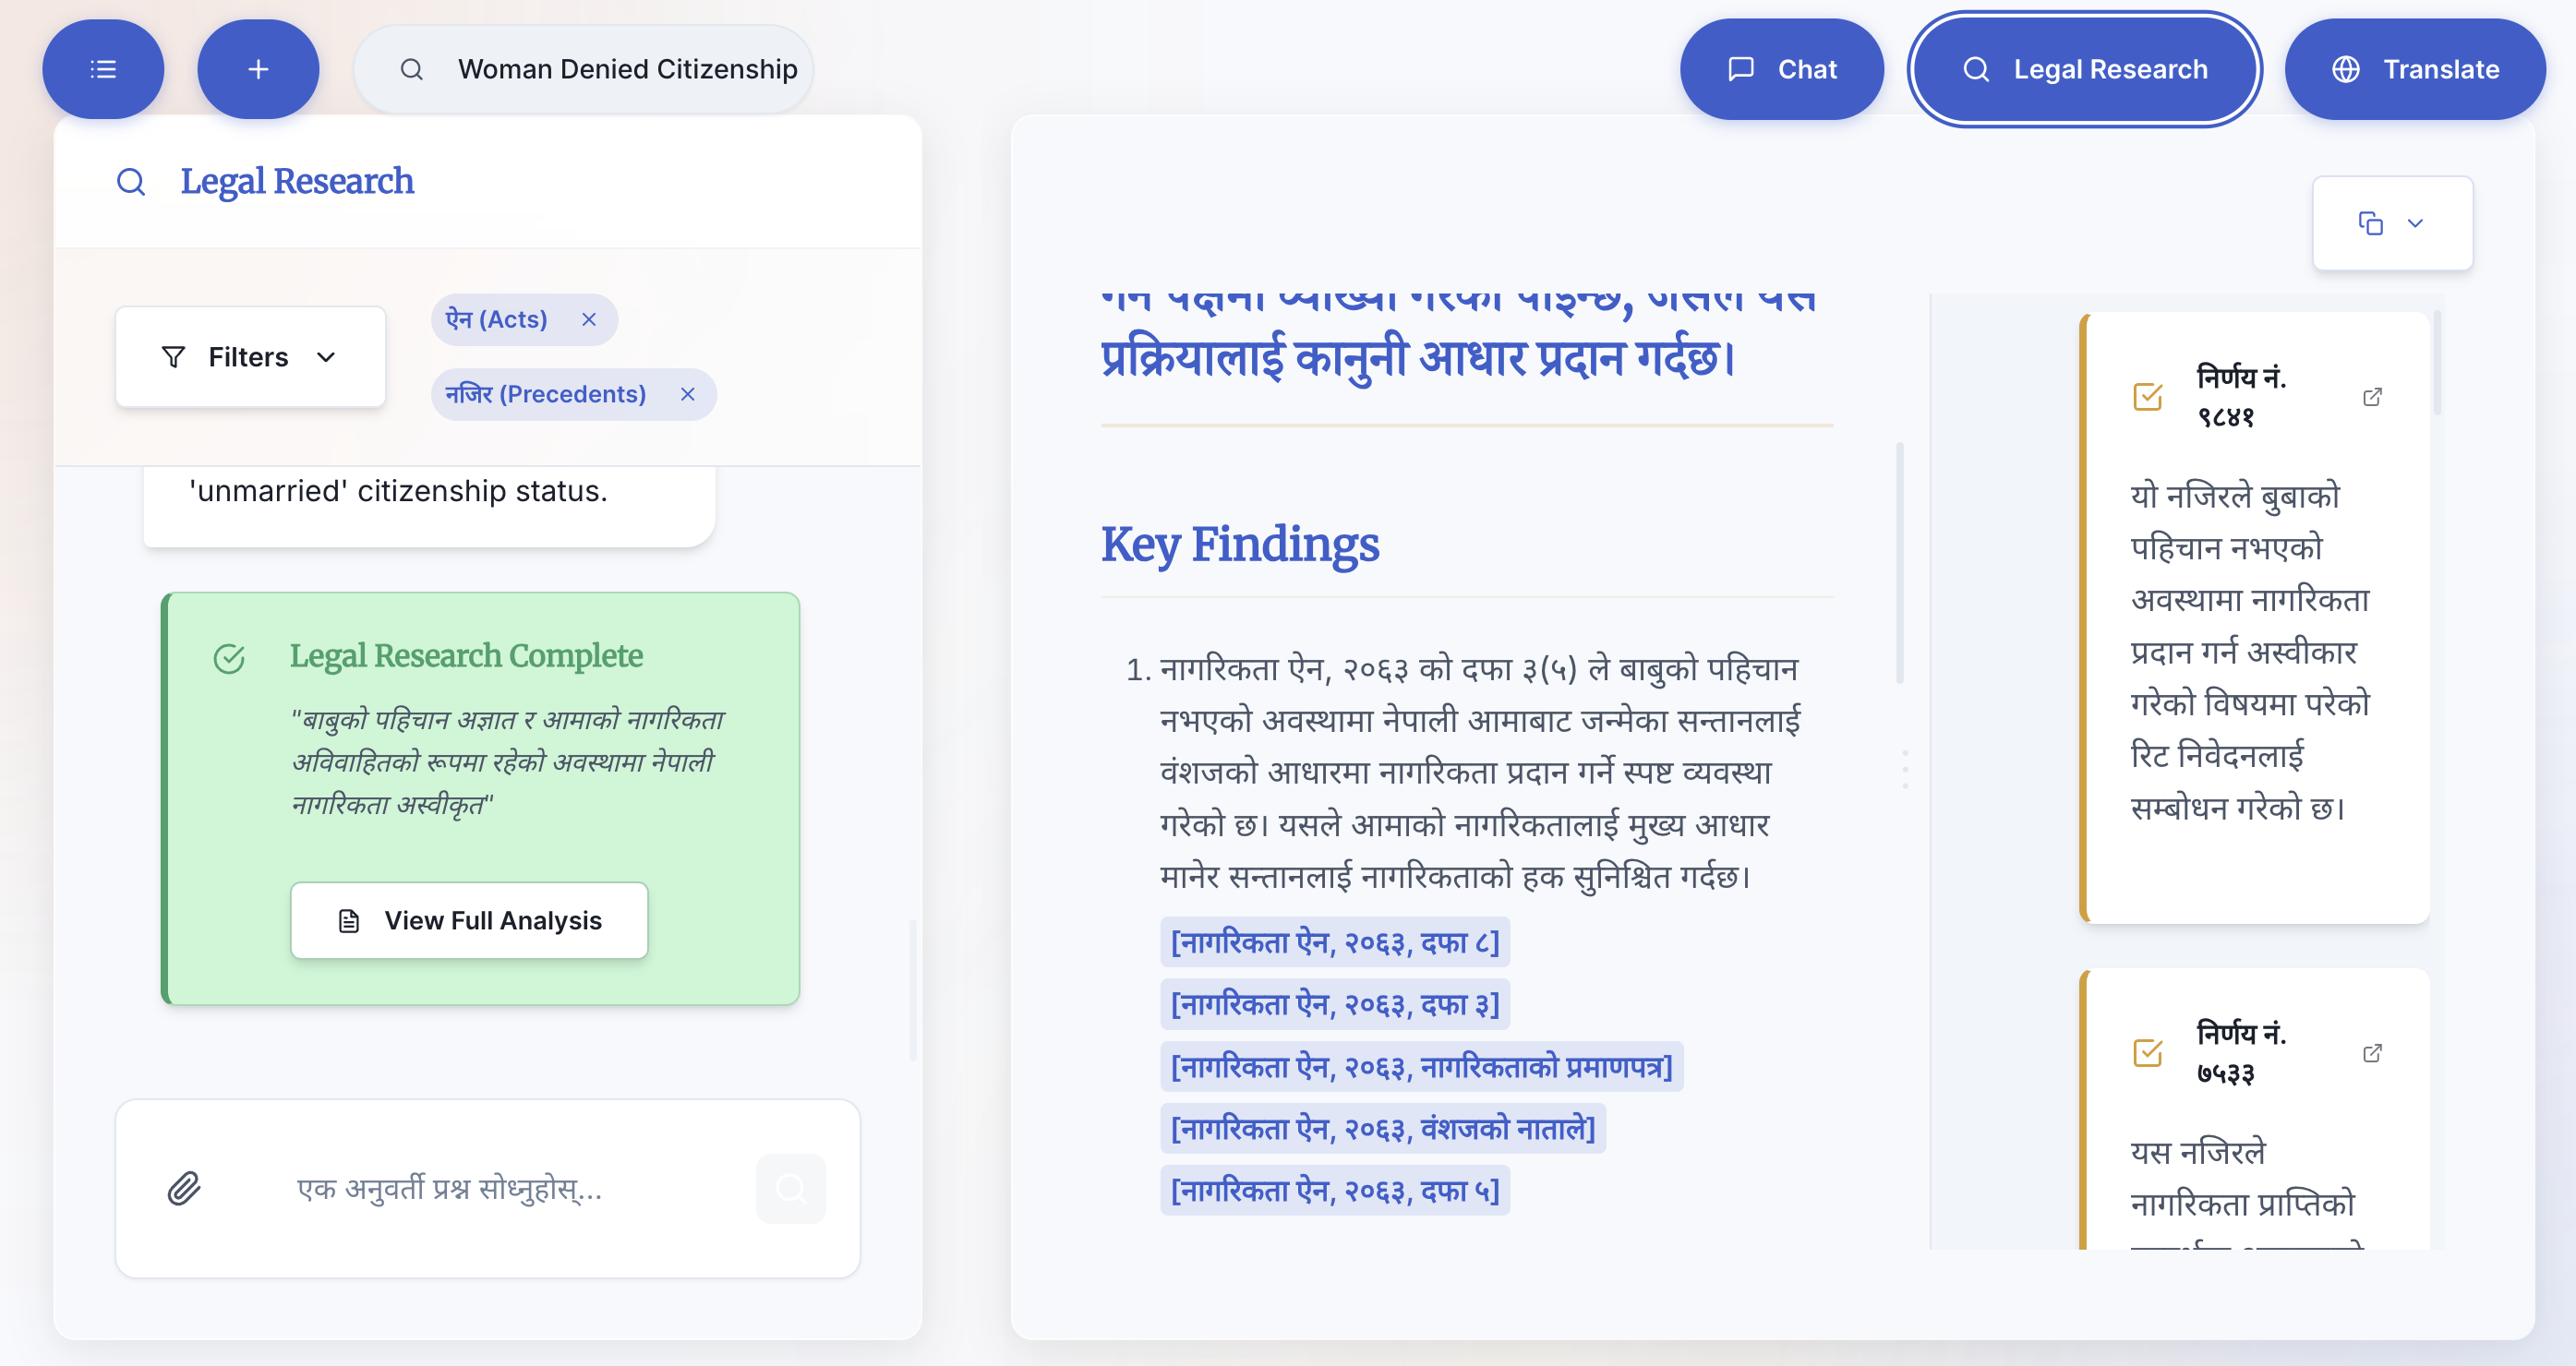 Woman Denied Citizenship
Chat
Legal Research
Translate
Legal Research
Filters
ऐन (Acts)
नजिर (Precedents)
'unmarried' citizenship status.
Legal Research Complete
"बाबुको पहिचान अज्ञात र आमाको नागरिकता
अविवाहितको रूपमा रहेको अवस्थामा नेपाली
नागरिकता अस्वीकृत"
View Full Analysis
एक अनुवर्ती प्रश्न सोध्नुहोस्...
गर्ने पक्षमा व्याख्या गरेको पाइन्छ, जसले यस
प्रक्रियालाई कानुनी आधार प्रदान गर्दछ।
Key Findings
1. नागरिकता ऐन, २०६३ को दफा ३(५) ले बाबुको पहिचान
नभएको अवस्थामा नेपाली आमाबाट जन्मेका सन्तानलाई
वंशजको आधारमा नागरिकता प्रदान गर्ने स्पष्ट व्यवस्था
गरेको छ। यसले आमाको नागरिकतालाई मुख्य आधार
मानेर सन्तानलाई नागरिकताको हक सुनिश्चित गर्दछ।
[नागरिकता ऐन, २०६३, दफा ८]
[नागरिकता ऐन, २०६३, दफा ३]
[नागरिकता ऐन, २०६३, नागरिकताको प्रमाणपत्र]
[नागरिकता ऐन, २०६३, वंशजको नाताले]
[नागरिकता ऐन, २०६३, दफा ५]
निर्णय नं.
९८४१
यो नजिरले बुबाको
पहिचान नभएको
अवस्थामा नागरिकता
प्रदान गर्न अस्वीकार
गरेको विषयमा परेको
रिट निवेदनलाई
सम्बोधन गरेको छ।
निर्णय नं.
७५३३
यस नजिरले
नागरिकता प्राप्तिको